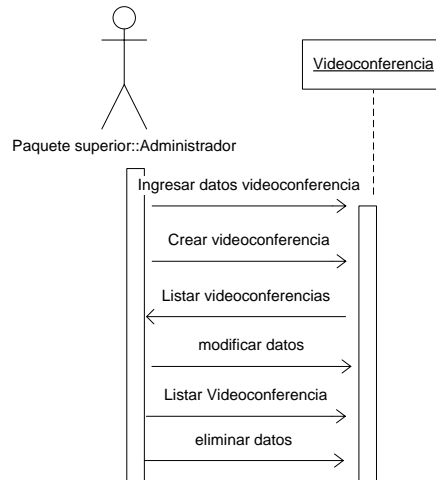 Videoconferencia
Paquete superior::Administrador
Ingresar datos videoconferencia
Crear videoconferencia
Listar videoconferencias
modificar datos
Listar Videoconferencia
eliminar datos